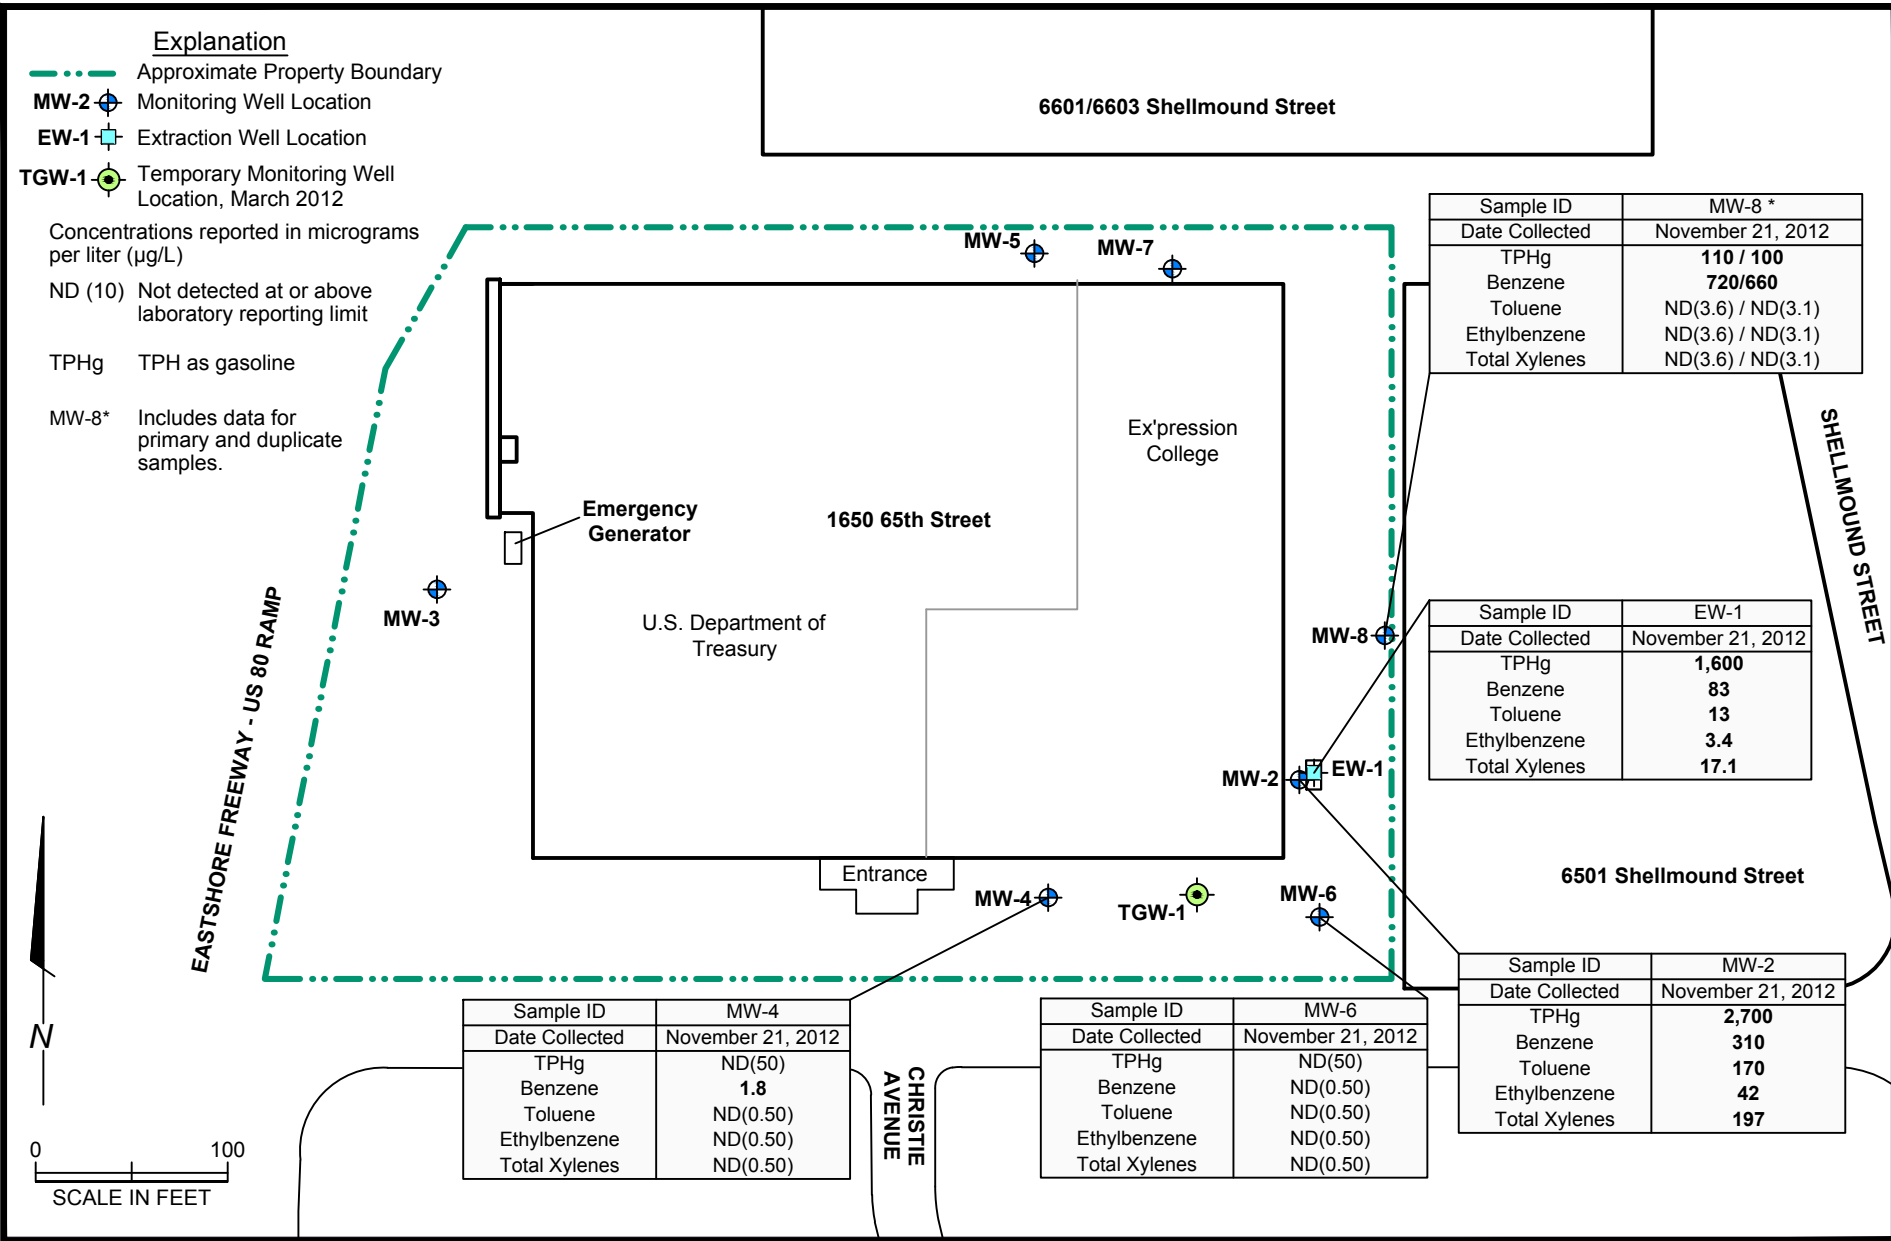 Explanation
Approximate Property Boundary
MW-2 Monitoring Well Location
EW-1 Extraction Well Location
TGW-1 Temporary Monitoring Well
Location, March 2012
Concentrations reported in micrograms
per liter (µg/L)
ND (10) Not detected at or above
laboratory reporting limit
TPHg TPH as gasoline
MW-8* Includes data for
primary and duplicate
samples.
6601/6603 Shellmound Street
MW-5
MW-7
Sample ID MW-8 *
Date Collected November 21, 2012
TPHg 110 / 100
Benzene 720/660
Toluene ND(3.6) / ND(3.1)
Ethylbenzene ND(3.6) / ND(3.1)
Total Xylenes ND(3.6) / ND(3.1)
SHELLMOUND STREET
Ex'pression
College
Emergency
Generator
1650 65th Street
U.S. Department of
Treasury
MW-3
EASTSHORE FREEWAY - US 80 RAMP
MW-8
Sample ID EW-1
Date Collected November 21, 2012
TPHg 1,600
Benzene 83
Toluene 13
Ethylbenzene 3.4
Total Xylenes 17.1
MW-2
EW-1
6501 Shellmound Street
Entrance
MW-4
TGW-1
MW-6
Sample ID MW-2
Date Collected November 21, 2012
TPHg 2,700
Benzene 310
Toluene 170
Ethylbenzene 42
Total Xylenes 197
Sample ID MW-4
Date Collected November 21, 2012
TPHg ND(50)
Benzene 1.8
Toluene ND(0.50)
Ethylbenzene ND(0.50)
Total Xylenes ND(0.50)
CHRISTIE
AVENUE
Sample ID MW-6
Date Collected November 21, 2012
TPHg ND(50)
Benzene ND(0.50)
Toluene ND(0.50)
Ethylbenzene ND(0.50)
Total Xylenes ND(0.50)
N
0 100
SCALE IN FEET